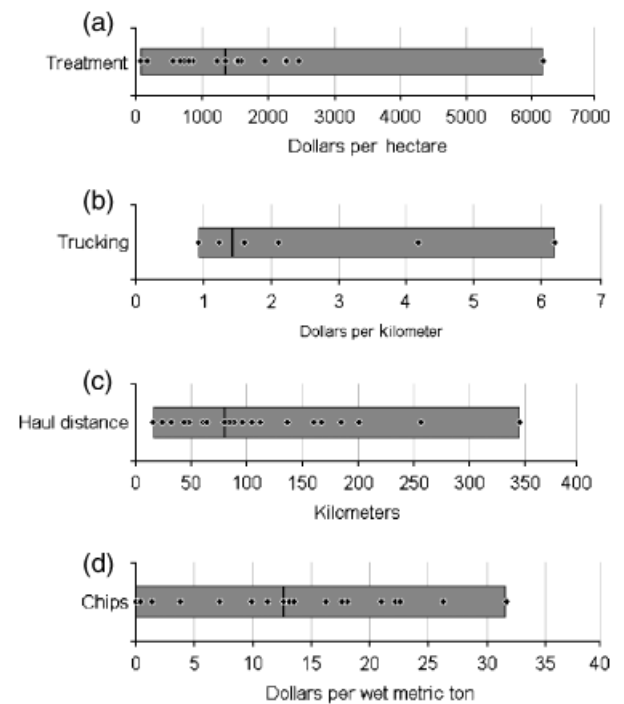 (a)
Treatment
0 1000 2000 3000 4000 5000 6000 7000
Dollars per hectare
(b)
Trucking
0 1 2 3 4 5 6 7
Dollars per kilometer
(c)
Haul distance
0 50 100 150 200 250 300 350 400
Kilometers
(d)
Chips
0 5 10 15 20 25 30 35 40
Dollars per wet metric ton